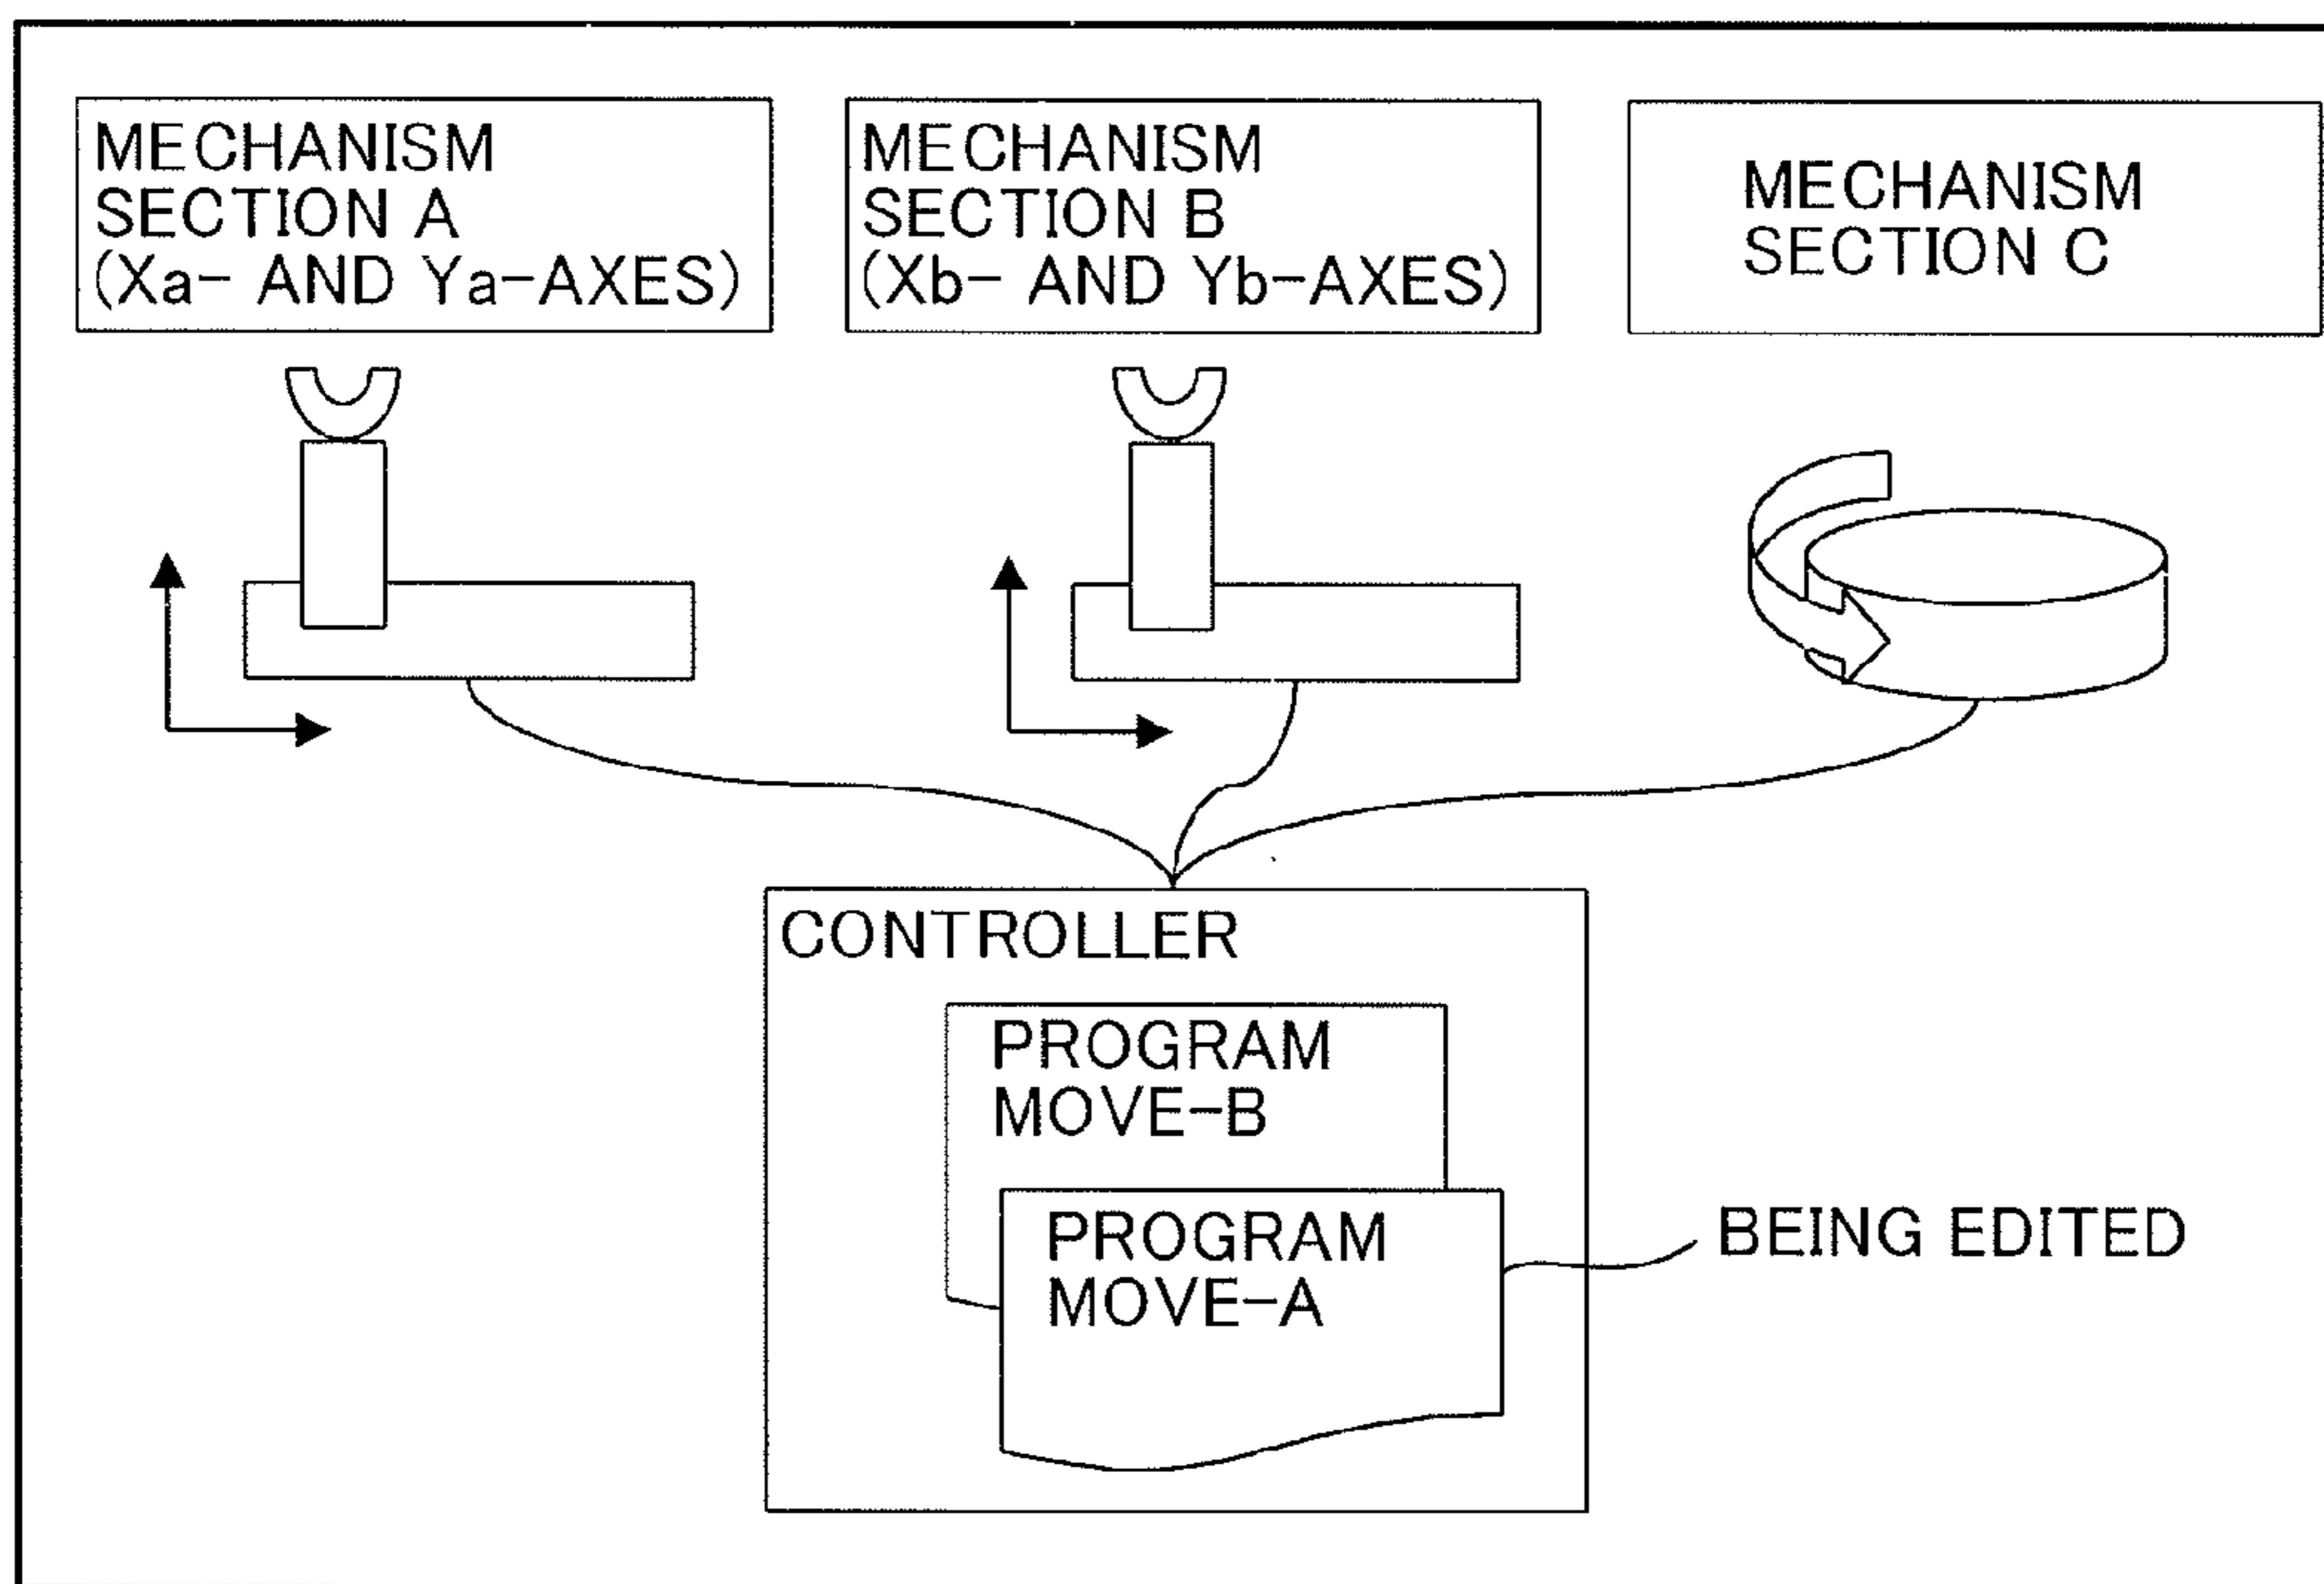 MECHANISM
SECTION A
(Xa- AND Ya-AXES)
MECHANISM
SECTION B
(Xb- AND Yb-AXES)
MECHANISM
SECTION C
CONTROLLER
PROGRAM
MOVE-B
PROGRAM
MOVE-A
BEING EDITED